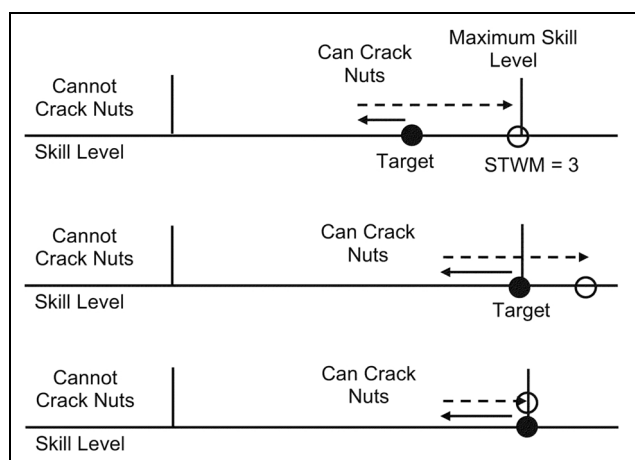 Maximum Skill
Level
Can Crack
Nuts
Cannot
Crack Nuts
Skill Level
Target
STWM = 3
Cannot
Crack Nuts
Can Crack
Nuts
Skill Level
Target
Cannot
Crack Nuts
Can Crack
Nuts
Skill Level